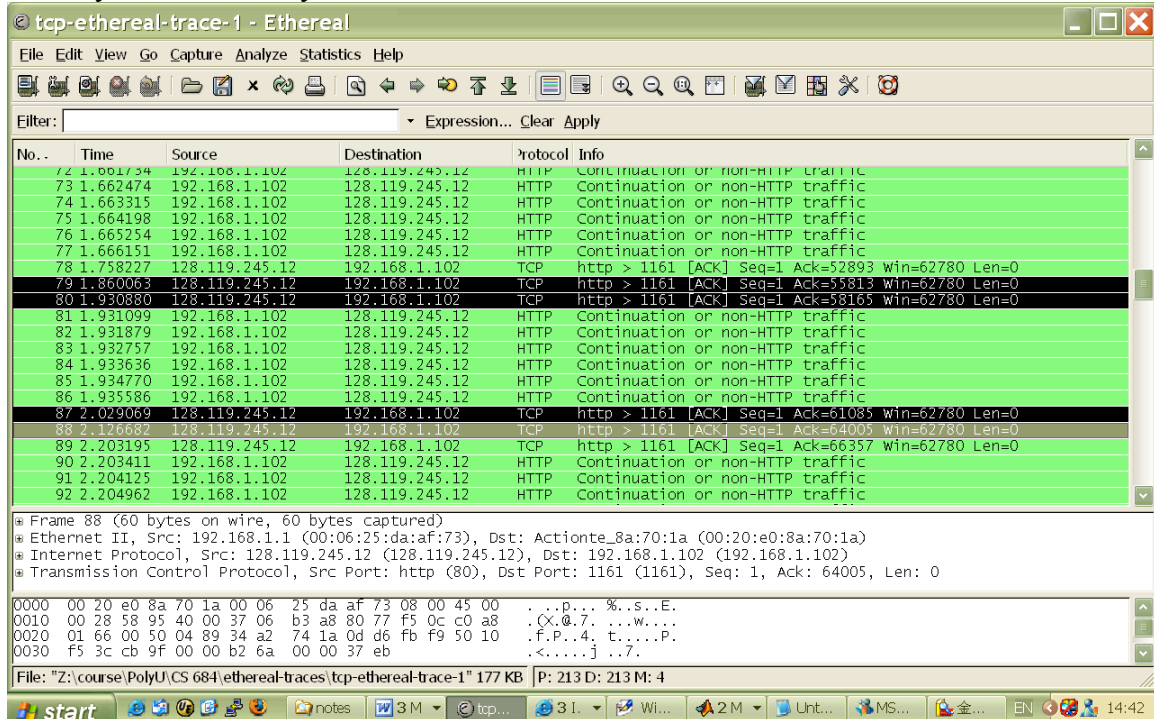 tcp-ethereal-trace-1 - Ethereal
File Edit View Go Capture Analyze Statistics Help
Filter: Expression... Clear Apply
No. . Time Source Destination Protocol Info
72 1.661734 192.168.1.102 128.119.245.12 HTTP Continuation or non-HTTP traffic
73 1.662474 192.168.1.102 128.119.245.12 HTTP Continuation or non-HTTP traffic
74 1.663315 192.168.1.102 128.119.245.12 HTTP Continuation or non-HTTP traffic
75 1.664198 192.168.1.102 128.119.245.12 HTTP Continuation or non-HTTP traffic
76 1.665254 192.168.1.102 128.119.245.12 HTTP Continuation or non-HTTP traffic
77 1.666151 192.168.1.102 128.119.245.12 HTTP Continuation or non-HTTP traffic
78 1.758227 128.119.245.12 192.168.1.102 TCP http > 1161 [ACK] Seq=1 Ack=52893 Win=62780 Len=0
79 1.860063 128.119.245.12 192.168.1.102 TCP http > 1161 [ACK] Seq=1 Ack=55813 Win=62780 Len=0
80 1.930880 128.119.245.12 192.168.1.102 TCP http > 1161 [ACK] Seq=1 Ack=58165 Win=62780 Len=0
81 1.931099 192.168.1.102 128.119.245.12 HTTP Continuation or non-HTTP traffic
82 1.931879 192.168.1.102 128.119.245.12 HTTP Continuation or non-HTTP traffic
83 1.932757 192.168.1.102 128.119.245.12 HTTP Continuation or non-HTTP traffic
84 1.933636 192.168.1.102 128.119.245.12 HTTP Continuation or non-HTTP traffic
85 1.934770 192.168.1.102 128.119.245.12 HTTP Continuation or non-HTTP traffic
86 1.935586 192.168.1.102 128.119.245.12 HTTP Continuation or non-HTTP traffic
87 2.029069 128.119.245.12 192.168.1.102 TCP http > 1161 [ACK] Seq=1 Ack=61085 Win=62780 Len=0
88 2.126682 128.119.245.12 192.168.1.102 TCP http > 1161 [ACK] Seq=1 Ack=64005 Win=62780 Len=0
89 2.203195 128.119.245.12 192.168.1.102 TCP http > 1161 [ACK] Seq=1 Ack=66357 Win=62780 Len=0
90 2.203411 192.168.1.102 128.119.245.12 HTTP Continuation or non-HTTP traffic
91 2.204125 192.168.1.102 128.119.245.12 HTTP Continuation or non-HTTP traffic
92 2.204962 192.168.1.102 128.119.245.12 HTTP Continuation or non-HTTP traffic
Frame 88 (60 bytes on wire, 60 bytes captured)
Ethernet II, Src: 192.168.1.1 (00:06:25:da:af:73), Dst: Actionte_8a:70:1a (00:20:e0:8a:70:1a)
Internet Protocol, Src: 128.119.245.12 (128.119.245.12), Dst: 192.168.1.102 (192.168.1.102)
Transmission Control Protocol, Src Port: http (80), Dst Port: 1161 (1161), Seq: 1, Ack: 64005, Len: 0
0000 00 20 e0 8a 70 1a 00 06 25 da af 73 08 00 45 00 . ..p... %..s..E.
0010 00 28 58 95 40 00 37 06 b3 a8 80 77 f5 0c c0 a8 .(X.@.7. ...w....
0020 01 66 00 50 04 89 34 a2 74 1a 0d d6 fb f9 50 10 .f.P..4. t.....P.
0030 f5 3c cb 9f 00 00 b2 6a 00 00 37 eb .<.....j ..7.
File: "Z:\course\PolyU\CS 684\ethereal-traces\tcp-ethereal-trace-1" 177 KB P: 213 D: 213 M: 4
start notes 3 M tcp... 3 I. Wi... 2 M Unt... MS... 金... EN 14:42